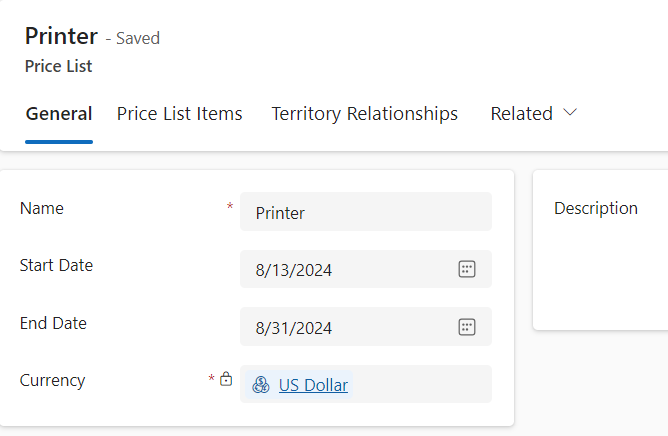 Printer - Saved
Price List
General Price List Items Territory Relationships Related
Name * Printer
Start Date 8/13/2024
End Date 8/31/2024
Currency * US Dollar
Description